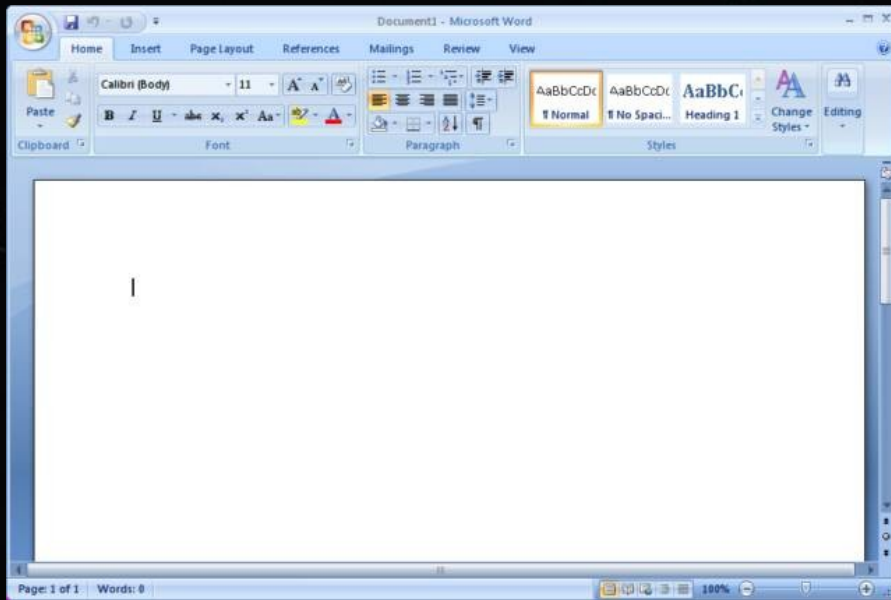 Document1 - Microsoft Word
Home Insert Page Layout References Mailings Review View
Paste
Clipboard
Calibri (Body) 11
B I U abc x, x² Aa A
Font
Paragraph
AaBbCcDc AaBbCcDc AaBbC
¶ Normal ¶ No Spaci... Heading 1
Change Styles
Styles
Editing
Page: 1 of 1 Words: 0 100%